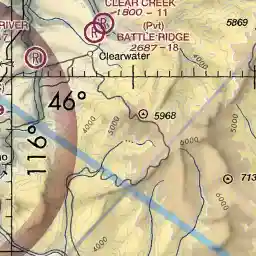 CLEAR CREEK
1800 - 11
(Pvt)
BATTLE RIDGE
2687 - 18
RIVER
R
R
A
Clearwater
5869
4000
46°
5968
4000
5000
6000
116°
713
4000
5000
6000